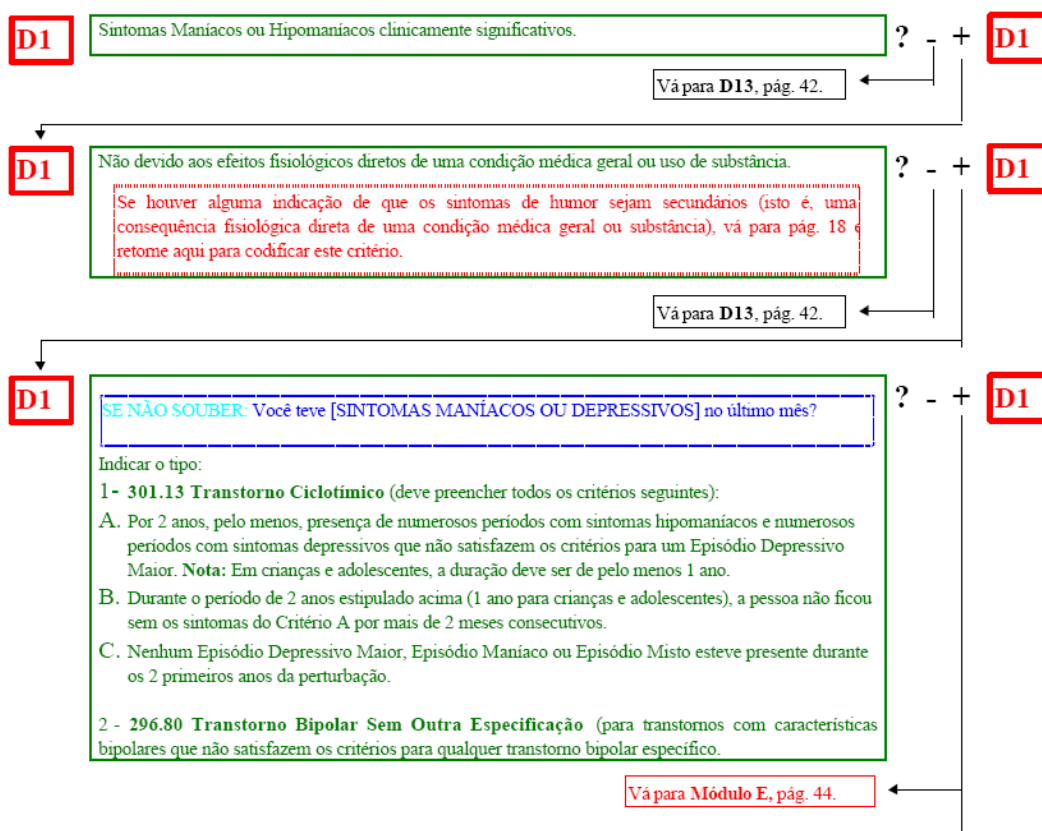 D1 Sintomas Maníacos ou Hipomaníacos clinicamente significativos. ? - + D1
Vá para D13, pág. 42.
D1 Não devido aos efeitos fisiológicos diretos de uma condição médica geral ou uso de substância. ? - + D1
Se houver alguma indicação de que os sintomas de humor sejam secundários (isto é, uma
consequência fisiológica direta de uma condição médica geral ou substância), vá para pág. 18 e
retorne aqui para codificar este critério.
Vá para D13, pág. 42.
D1 ? - + D1
SE NÃO SOUBER: Você teve [SINTOMAS MANÍACOS OU DEPRESSIVOS] no último mês?
Indicar o tipo:
1- 301.13 Transtorno Ciclotímico (deve preencher todos os critérios seguintes):
A. Por 2 anos, pelo menos, presença de numerosos períodos com sintomas hipomaníacos e numerosos
períodos com sintomas depressivos que não satisfazem os critérios para um Episódio Depressivo
Maior. Nota: Em crianças e adolescentes, a duração deve ser de pelo menos 1 ano.
B. Durante o período de 2 anos estipulado acima (1 ano para crianças e adolescentes), a pessoa não ficou
sem os sintomas do Critério A por mais de 2 meses consecutivos.
C. Nenhum Episódio Depressivo Maior, Episódio Maníaco ou Episódio Misto esteve presente durante
os 2 primeiros anos da perturbação.
2 - 296.80 Transtorno Bipolar Sem Outra Especificação (para transtornos com características
bipolares que não satisfazem os critérios para qualquer transtorno bipolar específico.
Vá para Módulo E, pág. 44.